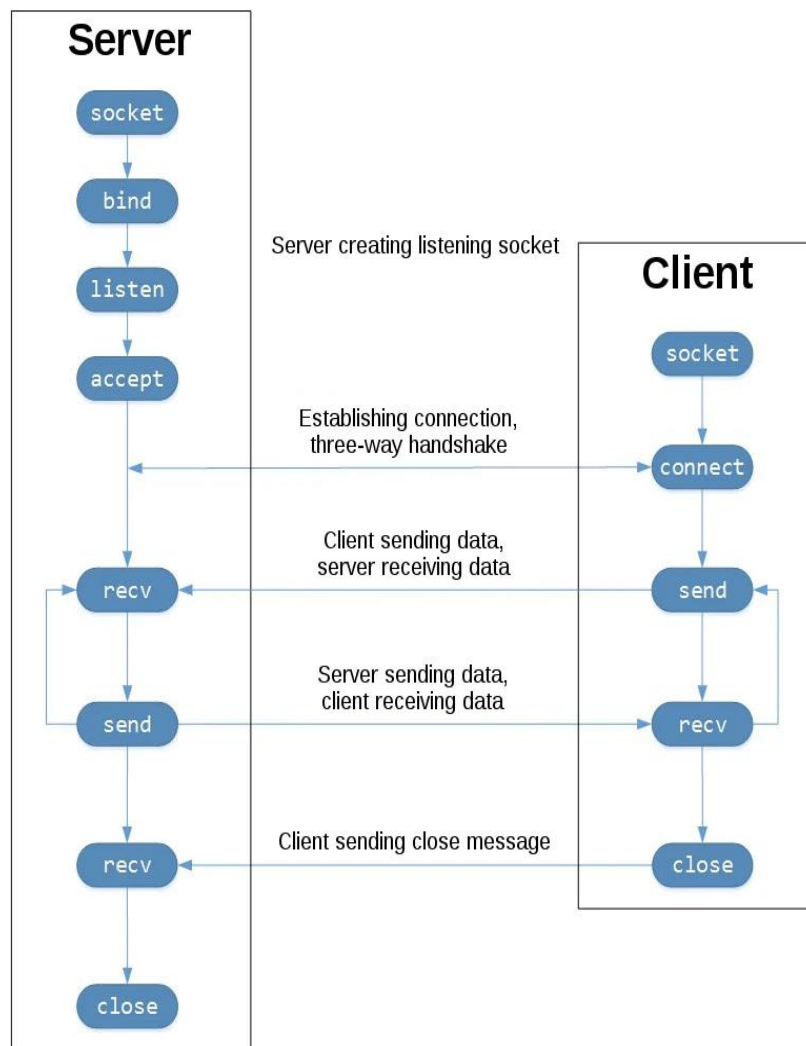 Server
socket
bind
Server creating listening socket
listen
Client
accept
socket
Establishing connection,
three-way handshake
connect
Client sending data,
server receiving data
recv
send
Server sending data,
client receiving data
send
recv
Client sending close message
recv
close
close